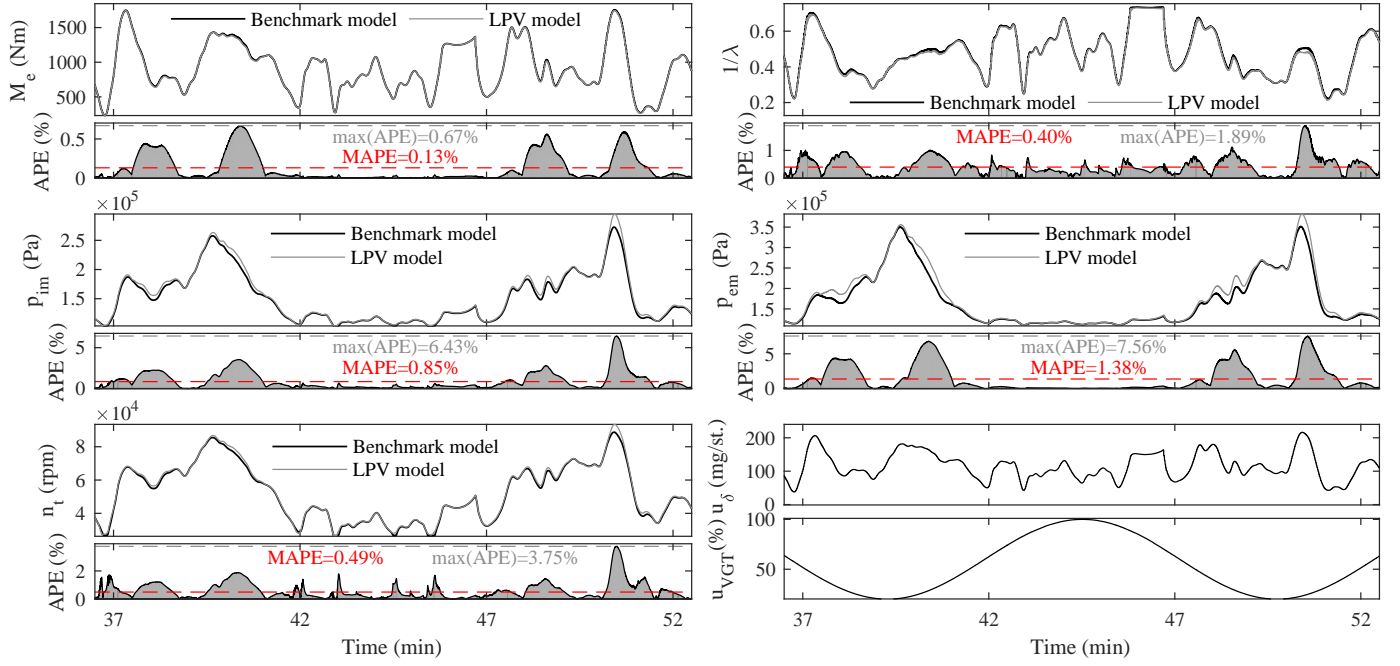 M_e (Nm)
1500
1000
500
Benchmark model
LPV model
APE (%)
0.5
0
max(APE)=0.67%
MAPE=0.13%
×10^5
p_im (Pa)
2.5
2
1.5
Benchmark model
LPV model
APE (%)
5
0
max(APE)=6.43%
MAPE=0.85%
×10^4
n_t (rpm)
8
6
4
Benchmark model
LPV model
APE (%)
2
0
MAPE=0.49%
max(APE)=3.75%
37
42
47
52
Time (min)
1/λ
0.6
0.4
0.2
Benchmark model
LPV model
APE (%)
1
0
MAPE=0.40%
max(APE)=1.89%
×10^5
p_em (Pa)
3.5
3
2.5
2
1.5
Benchmark model
LPV model
APE (%)
5
0
max(APE)=7.56%
MAPE=1.38%
u_δ (mg/st.)
200
100
0
u_VGT (%)
100
50
37
42
47
52
Time (min)